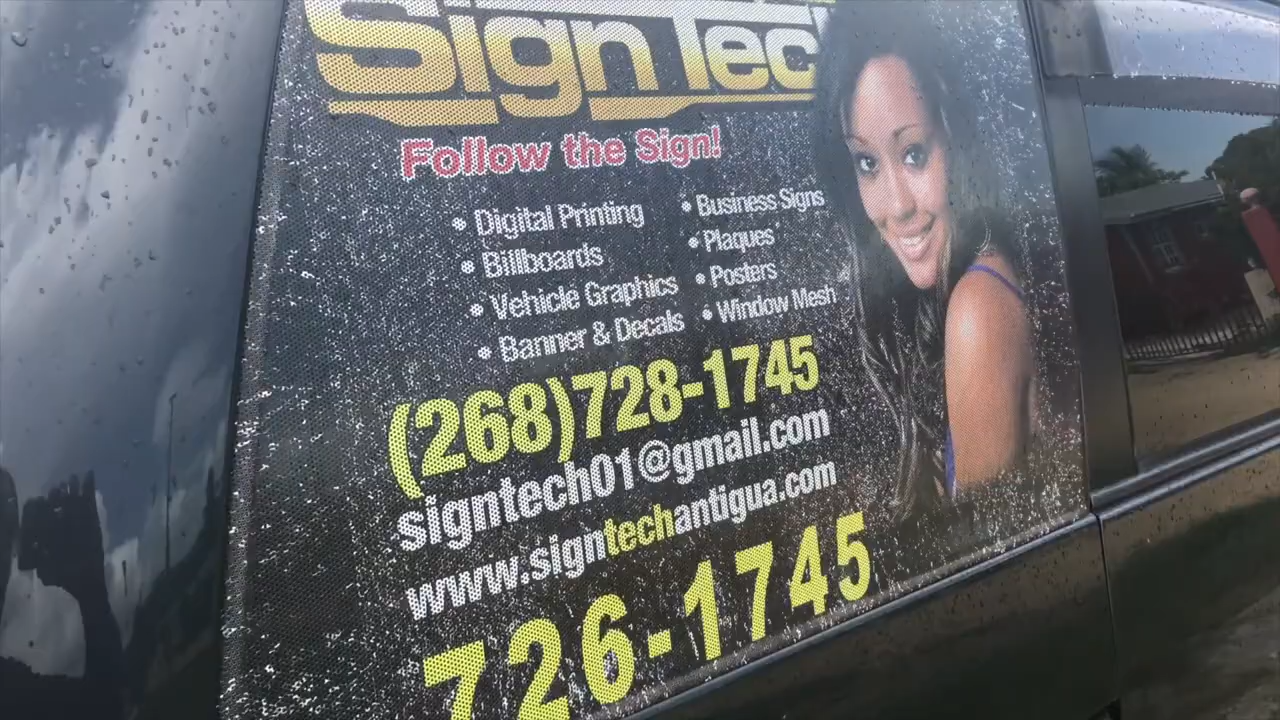 SignTech
Follow the Sign!
• Digital Printing
• Billboards
• Vehicle Graphics
• Banner & Decals
• Business Signs
• Plaques
• Posters
• Window Mesh
(268)728-1745
signtech01@gmail.com
www.signtechantigua.com
726-1745